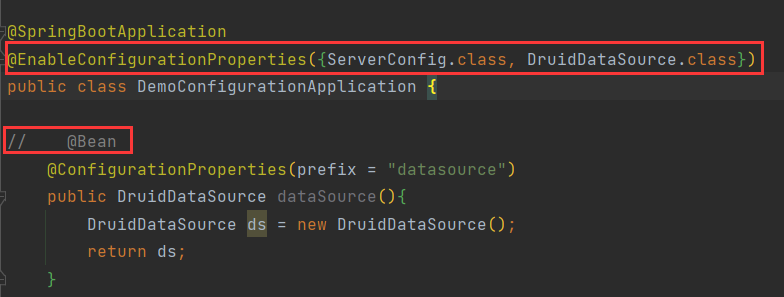 @SpringBootApplication
@EnableConfigurationProperties({ServerConfig.class, DruidDataSource.class})
public class DemoConfigurationApplication {
//    @Bean
@ConfigurationProperties(prefix = "datasource")
public DruidDataSource dataSource(){
DruidDataSource ds = new DruidDataSource();
return ds;
}